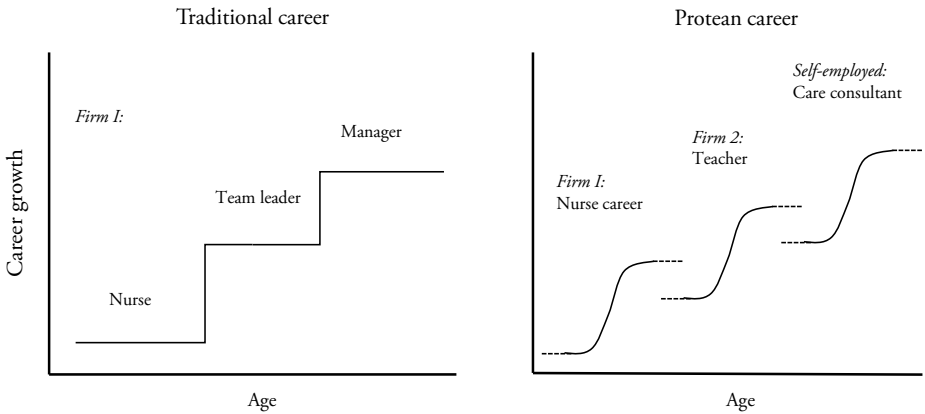 Traditional career
Protean career
Career growth
Firm I:
Nurse
Team leader
Manager
Age
Firm I:
Nurse career
Firm 2:
Teacher
Self-employed:
Care consultant
Age